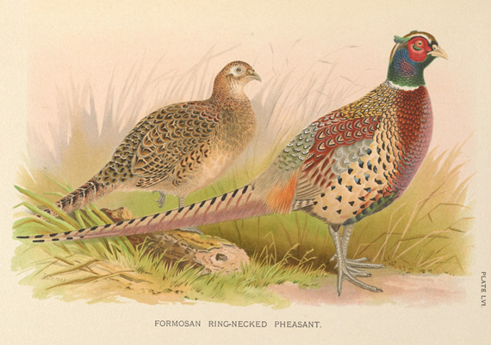 FORMOSAN RING-NECKED PHEASANT.
PLATE LVI.